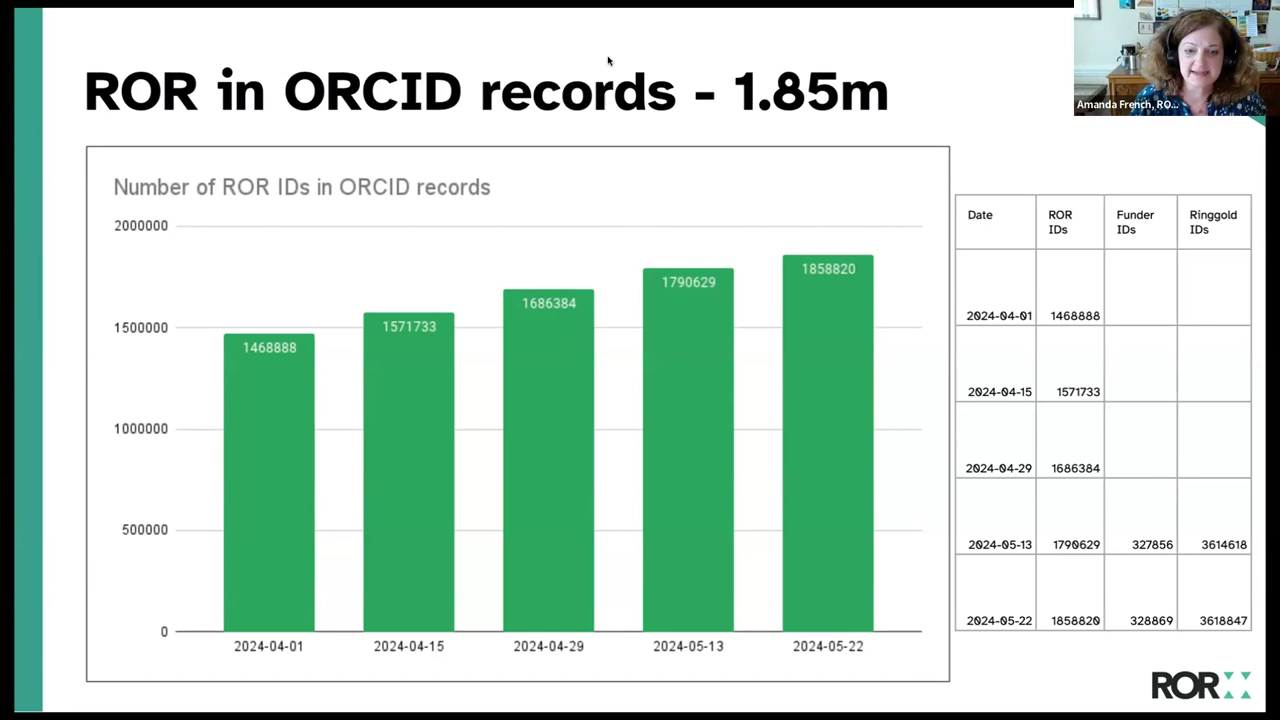 ROR in ORCID records - 1.85m
Amanda French, RO...
Number of ROR IDs in ORCID records
2000000
1500000
1000000
500000
0
1468888
1571733
1686384
1790629
1858820
2024-04-01
2024-04-15
2024-04-29
2024-05-13
2024-05-22
Date ROR IDs Funder IDs Ringgold IDs
2024-04-01 1468888
2024-04-15 1571733
2024-04-29 1686384
2024-05-13 1790629 327856 3614618
2024-05-22 1858820 328869 3618847
ROR